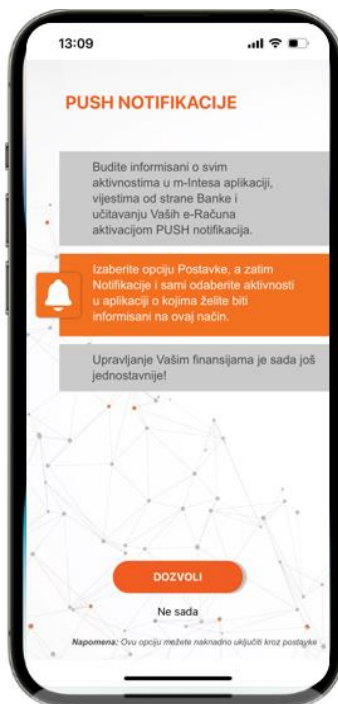 13:09
PUSH NOTIFIKACIJE
Budite informisani o svim
aktivnostima u m-Intesa aplikaciji,
vijestima od strane Banke i
učitavanju Vaših e-Računa
aktivacijom PUSH notifikacija.
Izaberite opciju Postavke, a zatim
Notifikacije i sami odaberite aktivnosti
u aplikaciji o kojima želite biti
informisani na ovaj način.
Upravljanje Vašim finansijama je sada još
jednostavnije!
DOZVOLI
Ne sada
Napomena: Ovu opciju možete naknadno uključiti kroz postavke